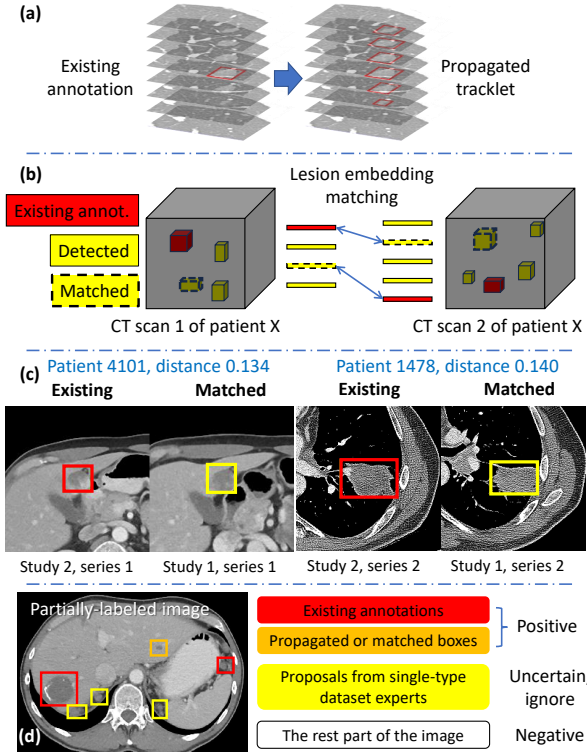 (a)
Existing
annotation
Propagated
tracklet
(b)
Lesion embedding
matching
Existing annot.
Detected
Matched
CT scan 1 of patient X
CT scan 2 of patient X
(c)
Patient 4101, distance 0.134
Patient 1478, distance 0.140
Existing
Matched
Existing
Matched
Study 2, series 1
Study 1, series 1
Study 2, series 2
Study 1, series 2
Partially-labeled image
(d)
Existing annotations
Propagated or matched boxes
Positive
Proposals from single-type
dataset experts
Uncertain,
ignore
The rest part of the image
Negative